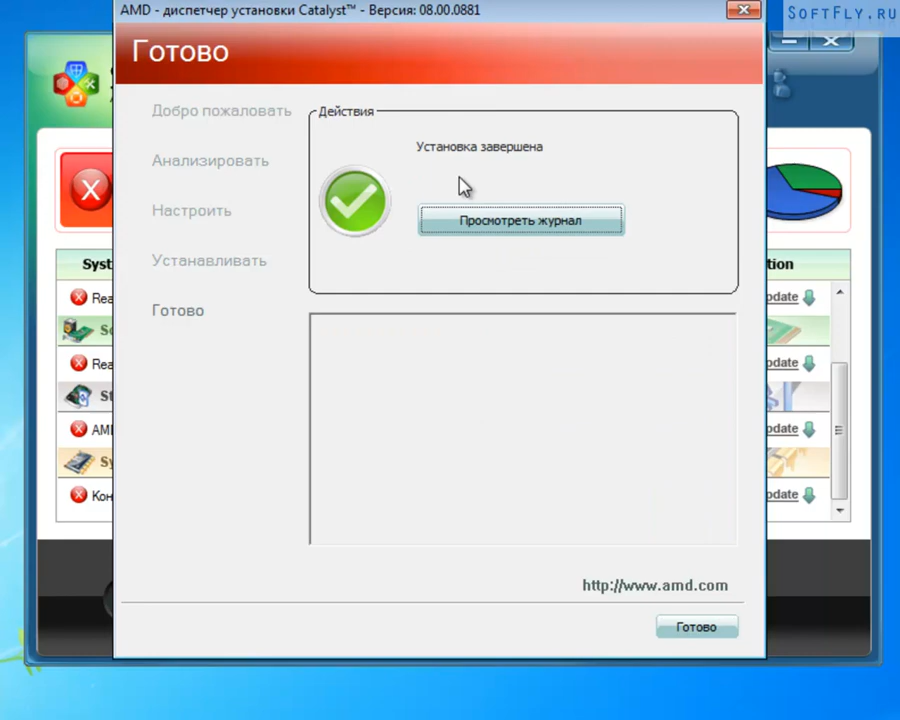 AMD - диспетчер установки Catalyst™ - Версия: 08.00.0881
SOFTFLY.RU
Готово
Добро пожаловать
Действия
Установка завершена
Анализировать
Настроить
Просмотреть журнал
Устанавливать
Готово
http://www.amd.com
Готово